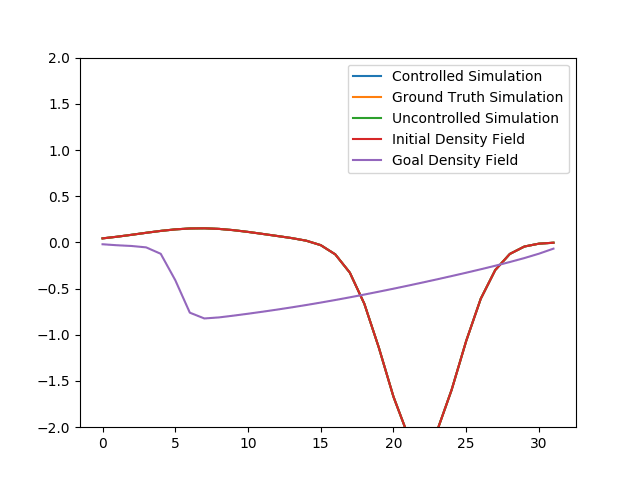 2.0
1.5
1.0
0.5
0.0
−0.5
−1.0
−1.5
−2.0
0 5 10 15 20 25 30
Controlled Simulation
Ground Truth Simulation
Uncontrolled Simulation
Initial Density Field
Goal Density Field